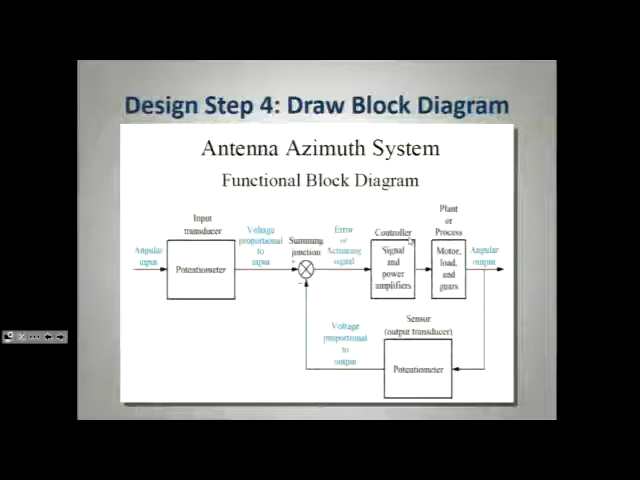 Design Step 4: Draw Block Diagram
Antenna Azimuth System
Functional Block Diagram
Input
transducer
Angular
input
Potentiometer
Voltage
proportional
to
input
Summing
junction
+
−
Error
or
Actuating
signal
Controller
Signal
and
power
amplifiers
Plant
or
Process
Motor,
load,
and
gears
Angular
output
Sensor
(output transducer)
Potentiometer
Voltage
proportional
to
output